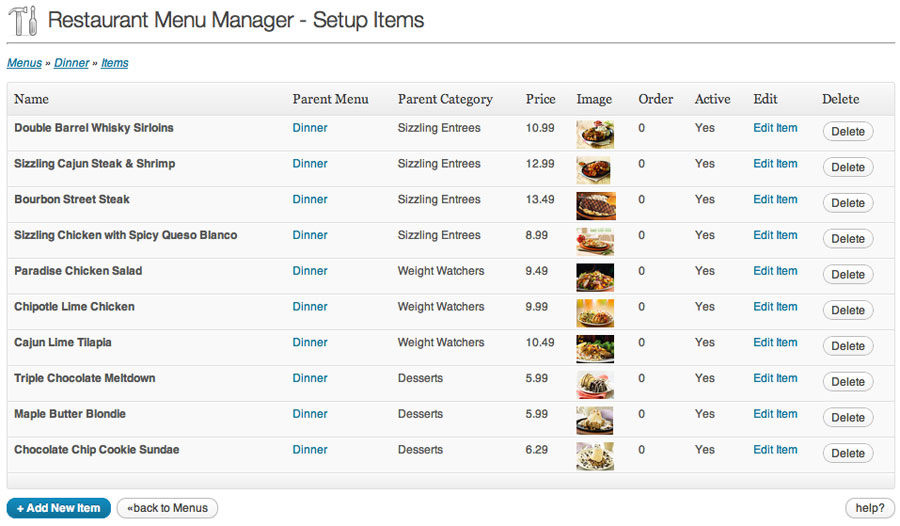 Restaurant Menu Manager - Setup Items
Menus » Dinner » Items
Name Parent Menu Parent Category Price Image Order Active Edit Delete
Double Barrel Whisky Sirloins Dinner Sizzling Entrees 10.99 0 Yes Edit Item Delete
Sizzling Cajun Steak & Shrimp Dinner Sizzling Entrees 12.99 0 Yes Edit Item Delete
Bourbon Street Steak Dinner Sizzling Entrees 13.49 0 Yes Edit Item Delete
Sizzling Chicken with Spicy Queso Blanco Dinner Sizzling Entrees 8.99 0 Yes Edit Item Delete
Paradise Chicken Salad Dinner Weight Watchers 9.49 0 Yes Edit Item Delete
Chipotle Lime Chicken Dinner Weight Watchers 9.99 0 Yes Edit Item Delete
Cajun Lime Tilapia Dinner Weight Watchers 10.49 0 Yes Edit Item Delete
Triple Chocolate Meltdown Dinner Desserts 5.99 0 Yes Edit Item Delete
Maple Butter Blondie Dinner Desserts 5.99 0 Yes Edit Item Delete
Chocolate Chip Cookie Sundae Dinner Desserts 6.29 0 Yes Edit Item Delete
+ Add New Item «back to Menus help?